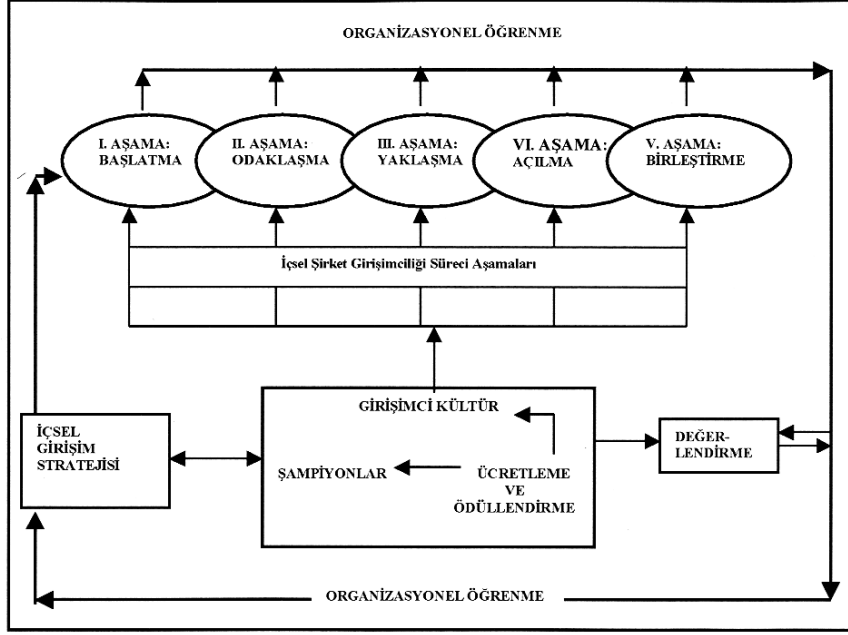 ORGANİZASYONEL ÖĞRENME
I. AŞAMA:
BAŞLATMA
II. AŞAMA:
ODAKLAŞMA
III. AŞAMA:
YAKLAŞMA
VI. AŞAMA:
AÇILMA
V. AŞAMA:
BİRLEŞTİRME
İçsel Şirket Girişimciliği Süreci Aşamaları
İÇSEL
GİRİŞİM
STRATEJİSİ
GİRİŞİMCİ KÜLTÜR
ŞAMPİYONLAR
ÜCRETLEME
VE
ÖDÜLLENDİRME
DEĞER-
LENDİRME
ORGANİZASYONEL ÖĞRENME